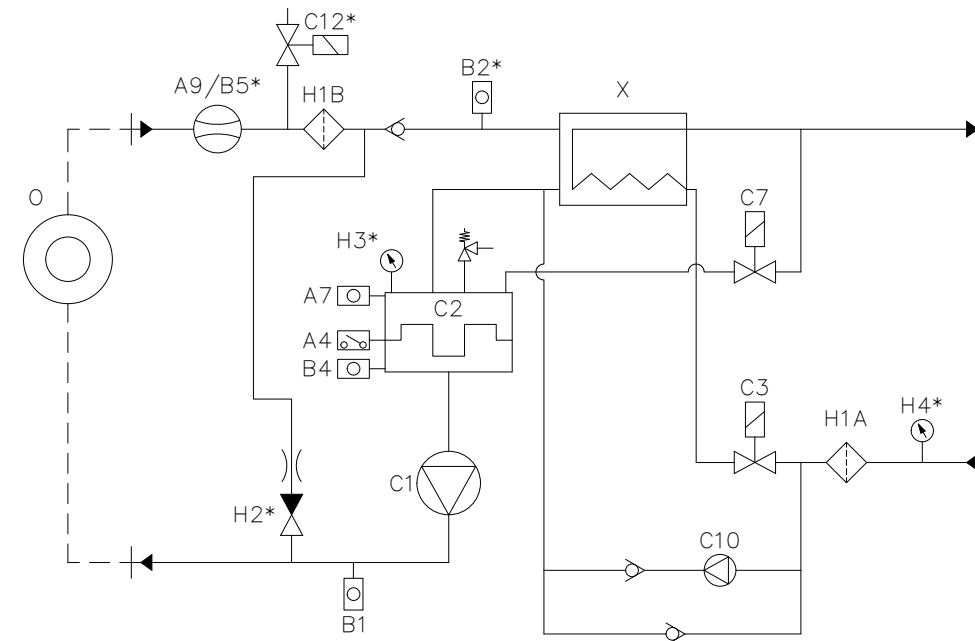 C12*
B2*
A9/B5*
H1B
X
O
C7
H3*
A7
C2
A4
B4
C3
H1A
H4*
C1
H2*
C10
B1